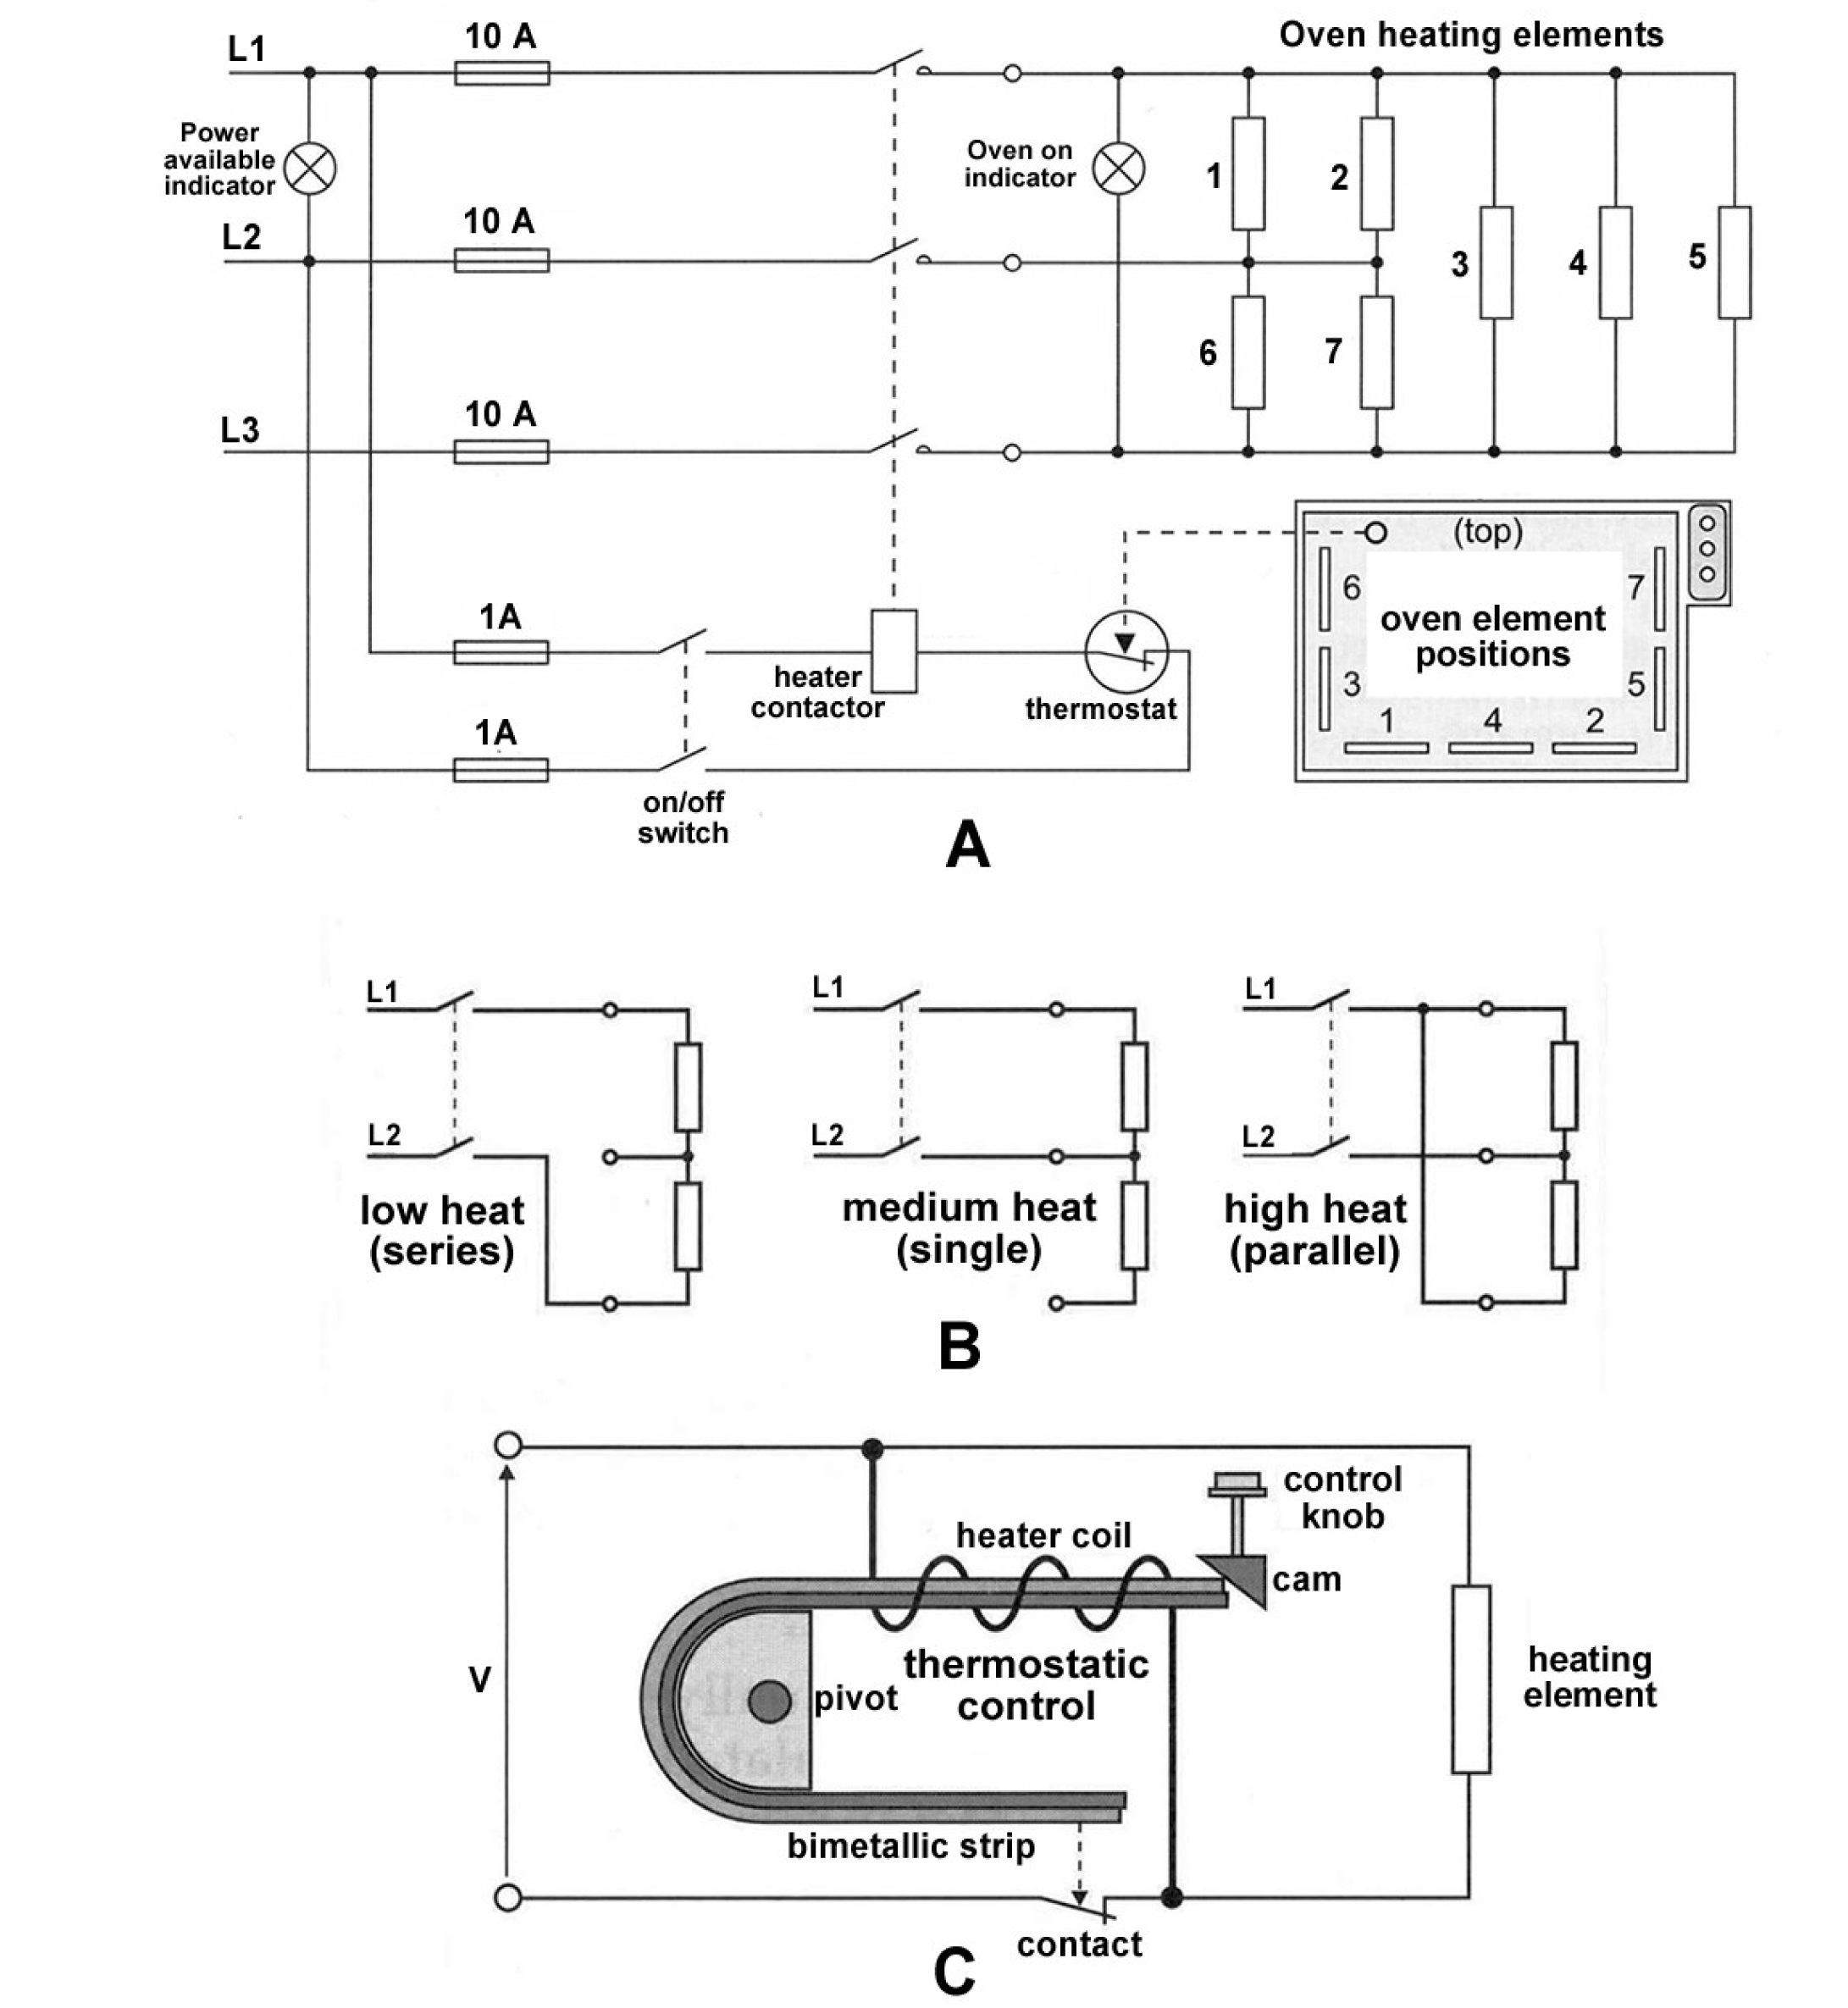 Oven heating elements
L1
10 A
Power
available
indicator
Oven on
indicator
1
2
L2
10 A
3
4
5
6
7
L3
10 A
(top)
6
7
oven element
positions
3
5
1
4
2
1A
heater
contactor
thermostat
1A
on/off
switch
A
L1
L2
low heat
(series)
L1
L2
medium heat
(single)
L1
L2
high heat
(parallel)
B
control
knob
heater coil
cam
thermostatic
control
V
pivot
heating
element
bimetallic strip
contact
C